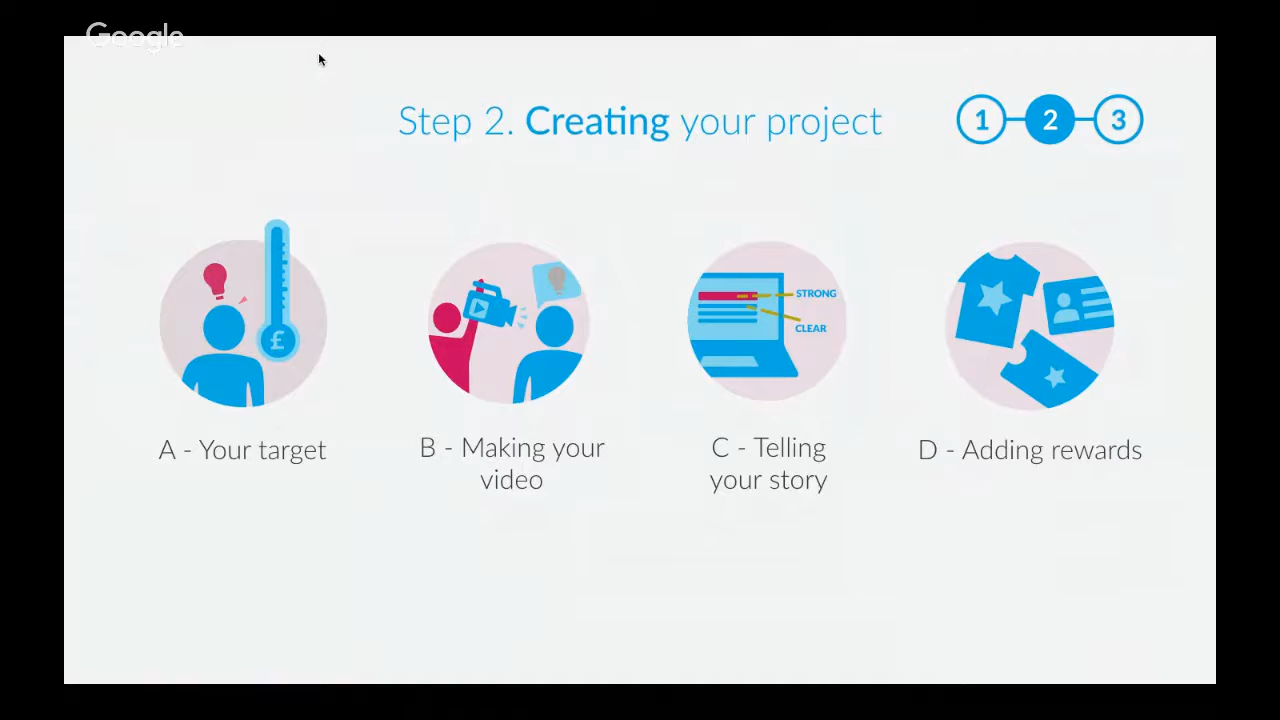 Google
Step 2. Creating your project
1 2 3
£
STRONG
CLEAR
A - Your target
B - Making your
video
C - Telling
your story
D - Adding rewards